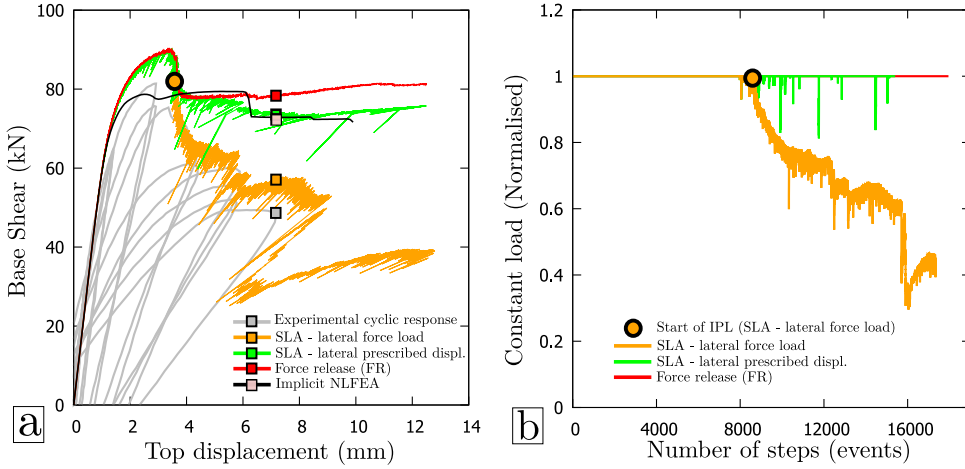 100
80
60
40
20
0
0
2
4
6
8
10
12
14
Base Shear (kN)
Top displacement (mm)
Experimental cyclic response
SLA - lateral force load
SLA - lateral prescribed displ.
Force release (FR)
Implicit NLFEA
a
1.2
1
0.8
0.6
0.4
0.2
0
0
4000
8000
12000
16000
Constant load (Normalised)
Number of steps (events)
Start of IPL (SLA - lateral force load)
SLA - lateral force load
SLA - lateral prescribed displ.
Force release (FR)
b